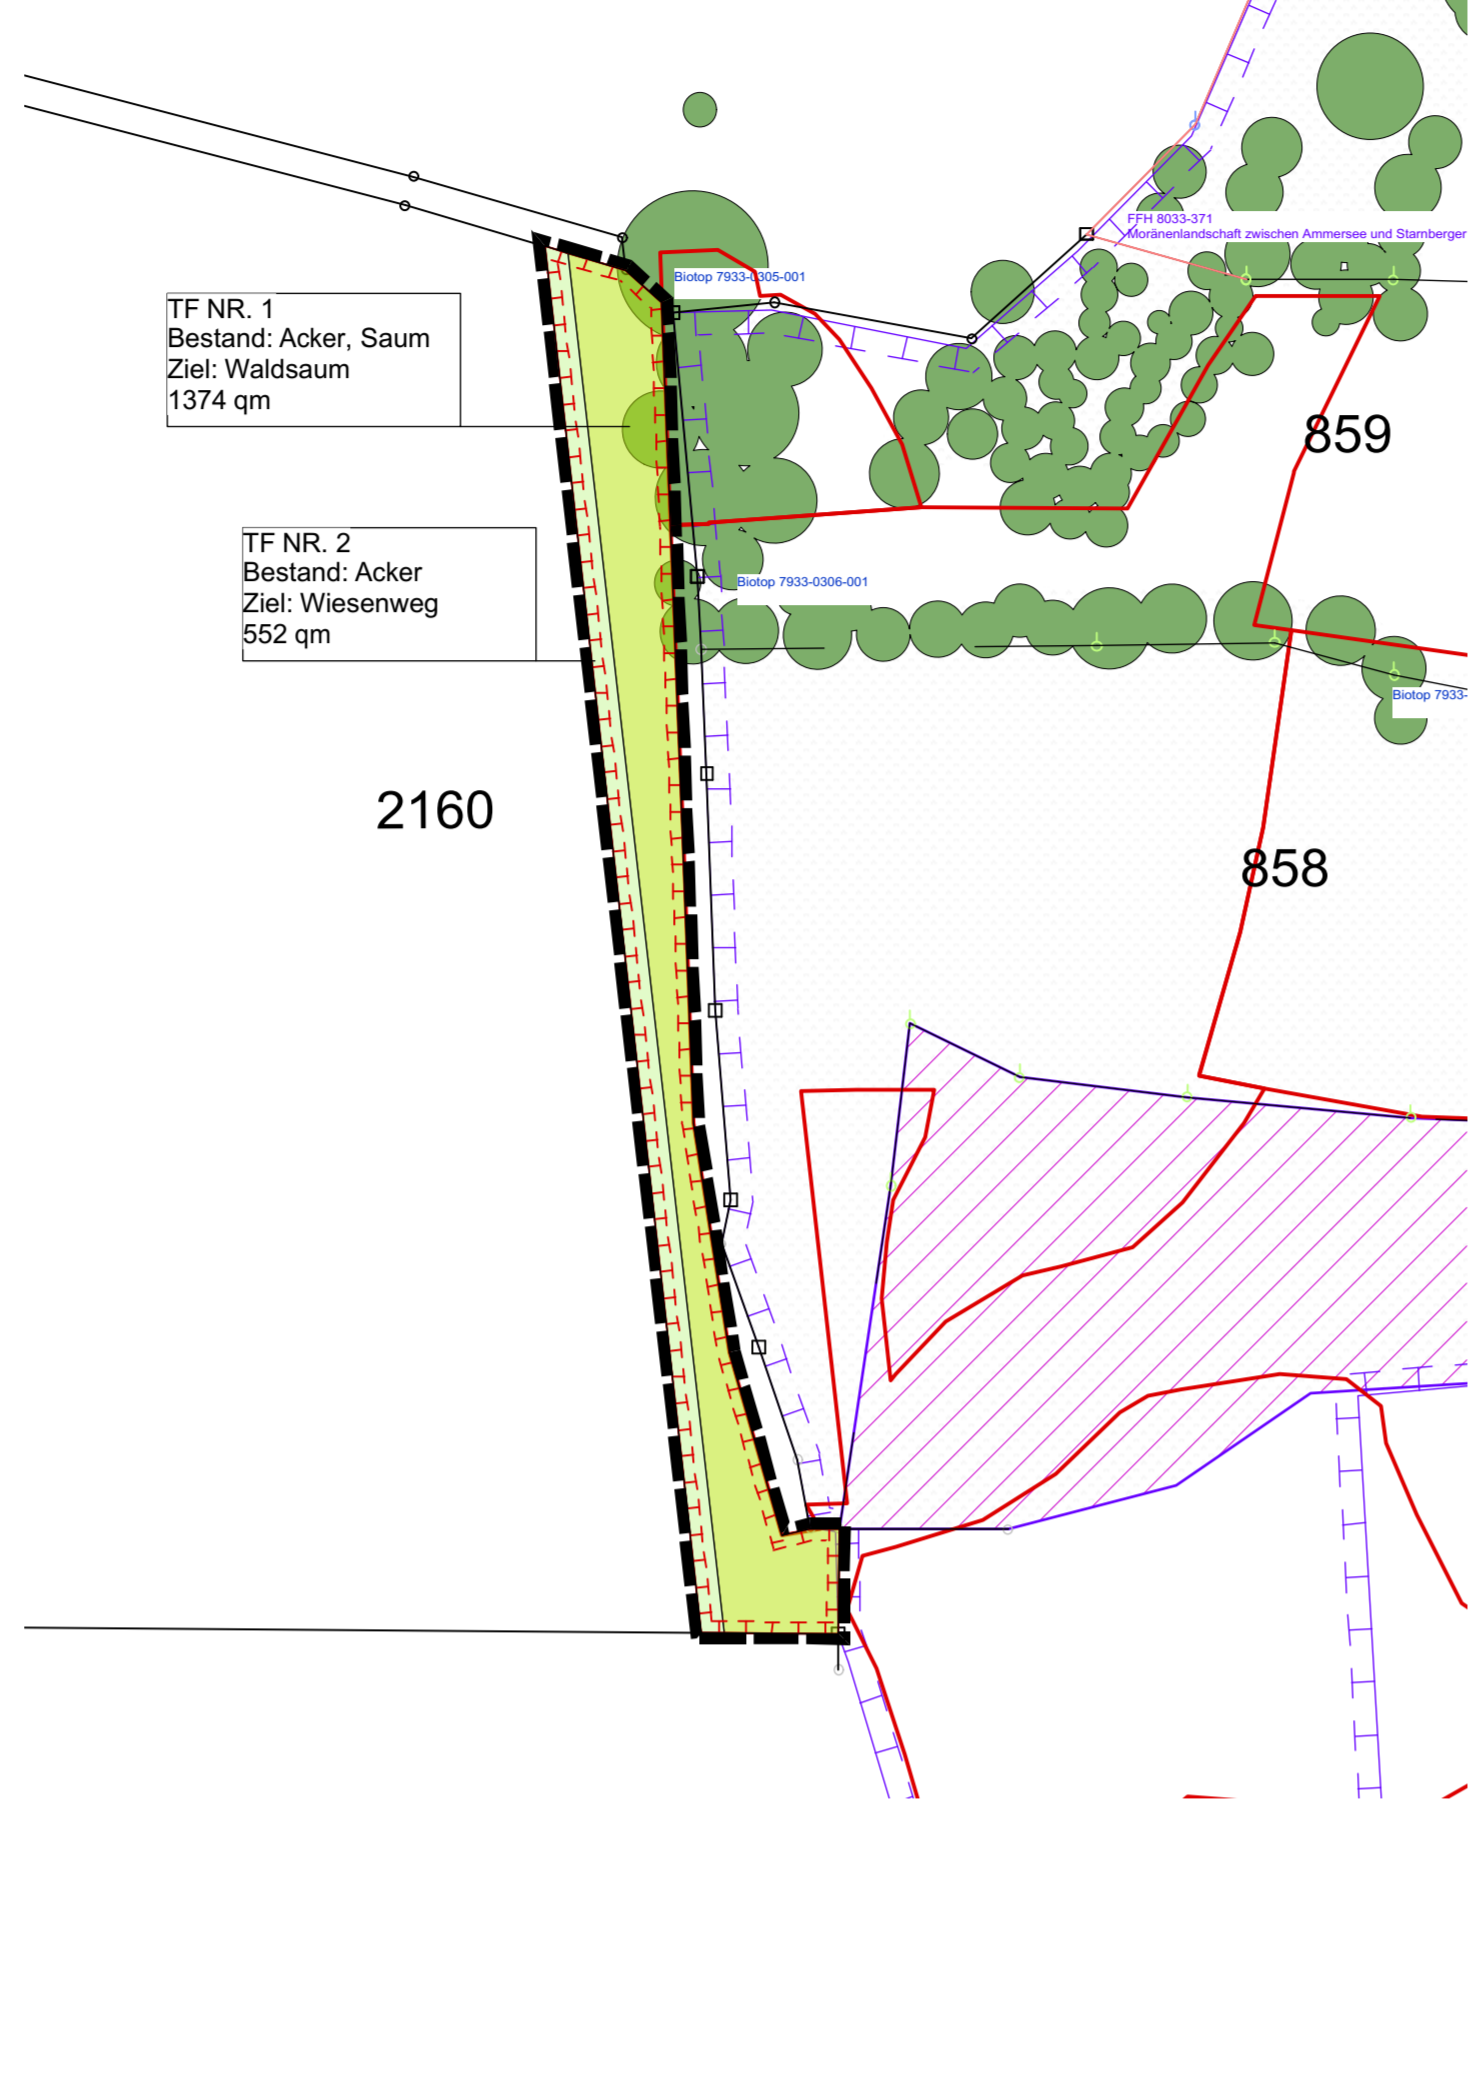 FFH 8033-371
Moränenlandschaft zwischen Ammersee und Starnberger
Biotop 7933-0305-001
TF NR. 1
Bestand: Acker, Saum
Ziel: Waldsaum
1374 qm
859
TF NR. 2
Bestand: Acker
Ziel: Wiesenweg
552 qm
Biotop 7933-0306-001
Biotop 7933-
2160
858